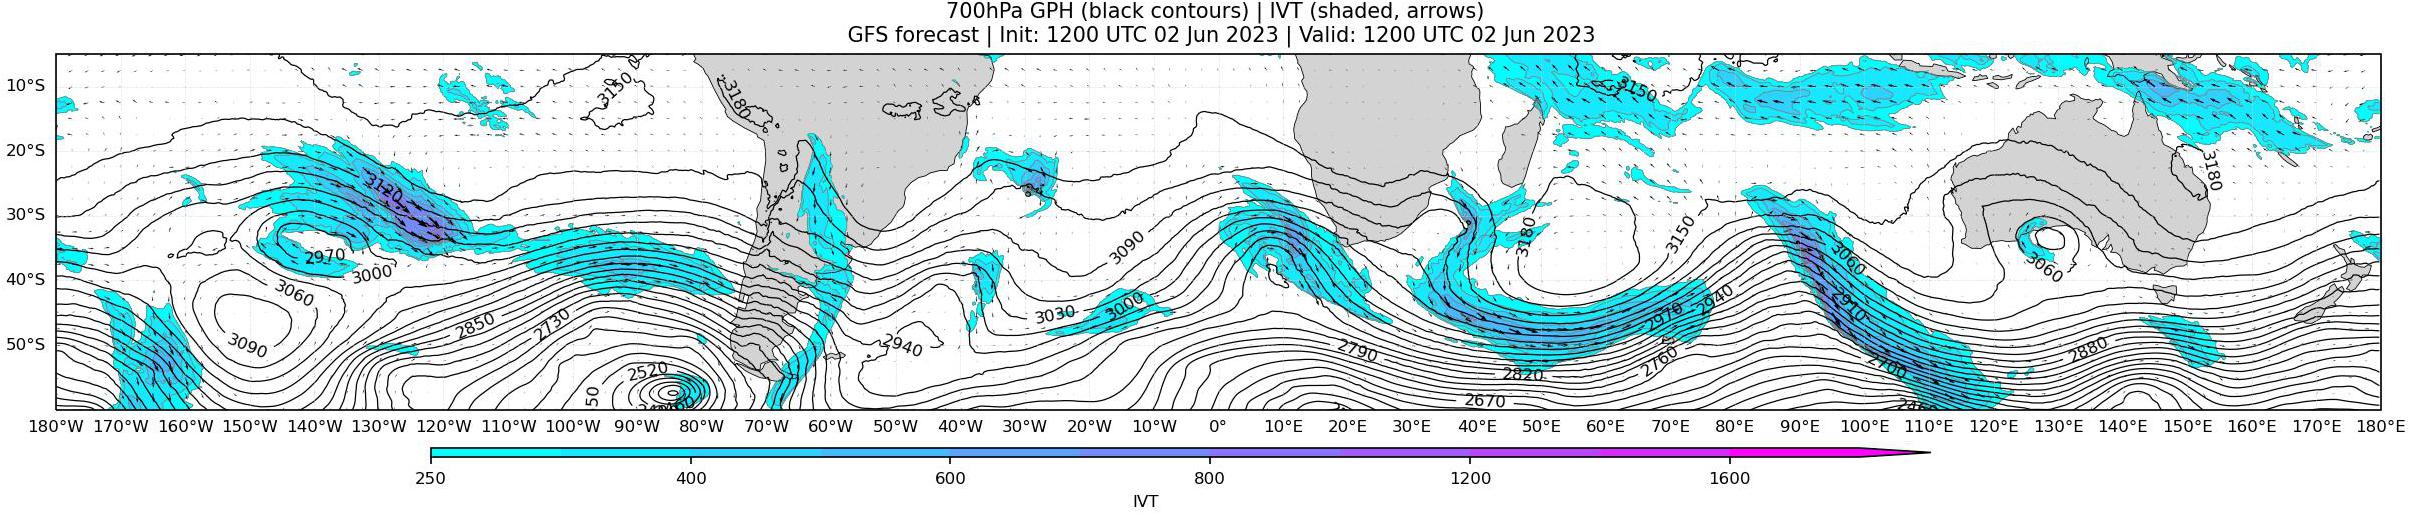 700hPa GPH (black contours) | IVT (shaded, arrows)
GFS forecast | Init: 1200 UTC 02 Jun 2023 | Valid: 1200 UTC 02 Jun 2023
10°S
20°S
30°S
40°S
50°S
3150
3180
3150
3180
3120
2970
3000
3060
3090
2850
2730
2520
2940
3030
3000
3090
2790
3180
3150
2970
2940
2760
2820
2670
3060
2910
2700
3060
2880
180°W 170°W 160°W 150°W 140°W 130°W 120°W 110°W 100°W 90°W 80°W 70°W 60°W 50°W 40°W 30°W 20°W 10°W 0° 10°E 20°E 30°E 40°E 50°E 60°E 70°E 80°E 90°E 100°E 110°E 120°E 130°E 140°E 150°E 160°E 170°E 180°E
250 400 600 800 1200 1600
IVT